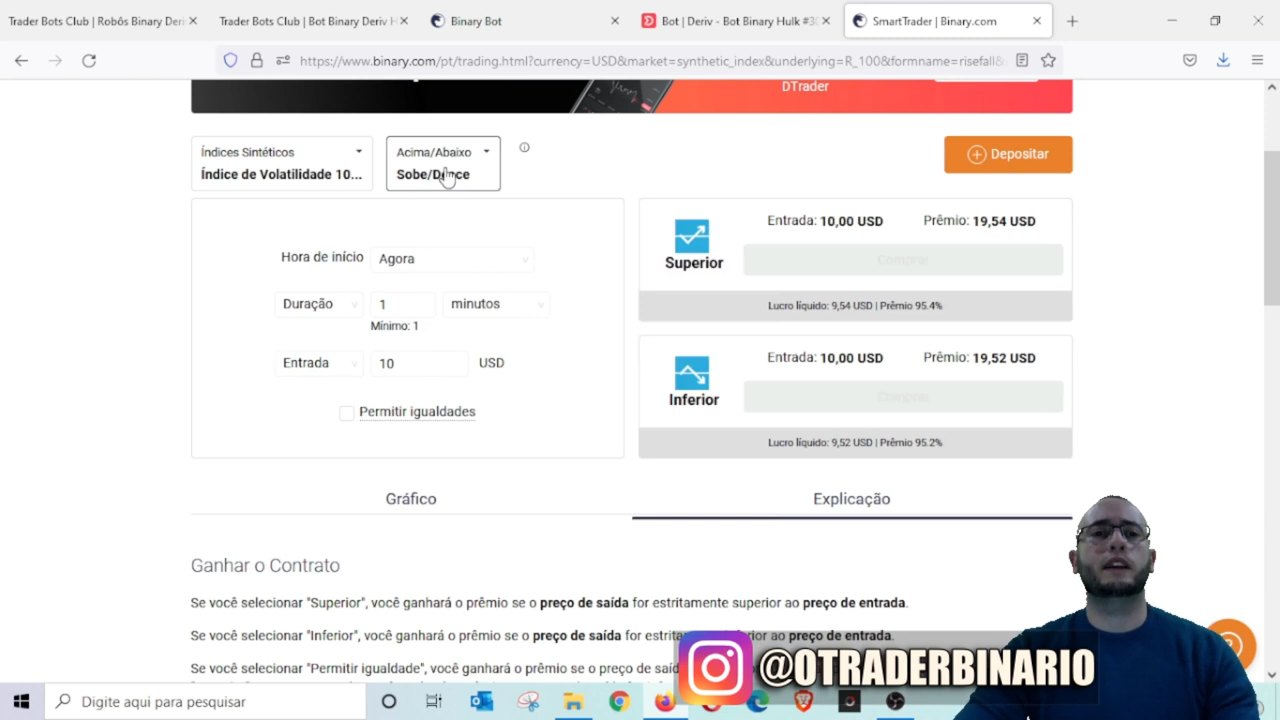 Trader Bots Club | Robôs Binary Deri
Trader Bots Club | Bot Binary Deriv H
Binary Bot
Bot | Deriv - Bot Binary Hulk #30
SmartTrader | Binary.com
https://www.binary.com/pt/trading.html?currency=USD&market=synthetic_index&underlying=R_100&formname=risefall&
DTrader
Índices Sintéticos
Índice de Volatilidade 10...
Acima/Abaixo
Depositar
Hora de início Agora
Duração 1 minutos
Mínimo: 1
Entrada 10 USD
Permitir igualdades
Entrada: 10,00 USD Prêmio: 19,54 USD
Superior
Comprar
Lucro líquido: 9,54 USD | Prêmio 95.4%
Entrada: 10,00 USD Prêmio: 19,52 USD
Inferior
Comprar
Lucro líquido: 9,52 USD | Prêmio 95.2%
Gráfico
Explicação
Ganhar o Contrato
Se você selecionar "Superior", você ganhará o prêmio se o preço de saída for estritamente superior ao preço de entrada.
Se você selecionar "Inferior", você ganhará o prêmio se o preço de saída for ao preço de entrada.
Se você selecionar "Permitir igualdade", você ganhará o prêmio se o preço de saíd
@OTRADERBINARIO
Digite aqui para pesquisar